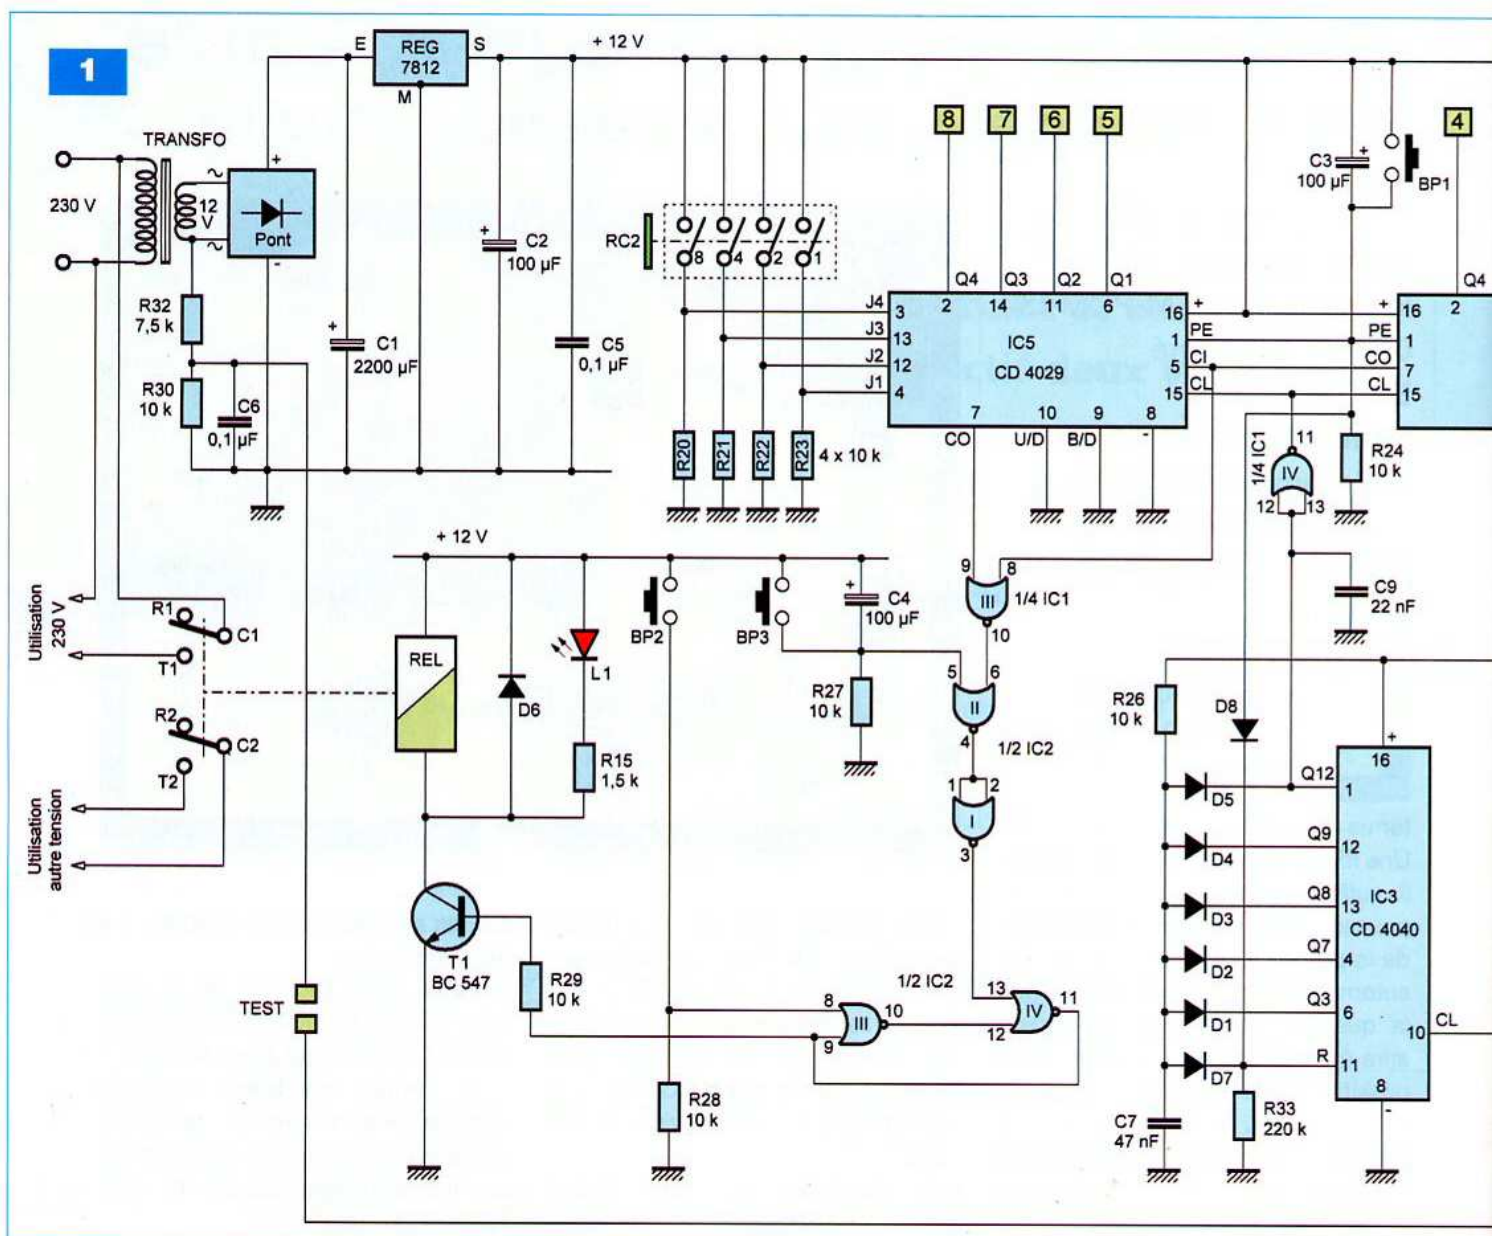 1
E
REG
7812
S
M
+ 12 V
TRANSFO
230 V
12
V
~
~
+
Pont
-
R32
7,5 k
R30
10 k
C6
0,1 µF
+
C1
2200 µF
+
C2
100 µF
C5
0,1 µF
RC2
8
4
2
1
R20
R21
R22
R23
4 x 10 k
8
7
6
5
4
Q4
Q3
Q2
Q1
2
14
11
6
J4
3
J3
13
J2
12
J1
4
IC5
CD 4029
16
+
1
PE
5
CI
15
CL
7
10
9
8
CO
U/D
B/D
-
C3
100 µF
+
BP1
Q4
2
+
16
PE
1
CO
7
CL
15
11
1/4 IC1
IV
12
13
R24
10 k
C9
22 nF
+ 12 V
Utilisation
230 V
R1
C1
T1
R2
C2
T2
Utilisation
autre tension
REL
D6
L1
R15
1,5 k
BP2
BP3
+
C4
100 µF
R27
10 k
9
8
III
1/4 IC1
10
5
6
II
4
1/2 IC2
1
2
I
3
T1
BC 547
R29
10 k
TEST
1/2 IC2
8
9
III
10
13
12
IV
11
R28
10 k
R26
10 k
D8
D5
D4
D3
D2
D1
D7
C7
47 nF
R33
220 k
+
16
Q12
1
Q9
12
Q8
13
Q7
4
Q3
6
R
11
IC3
CD 4040
10
CL
8
-